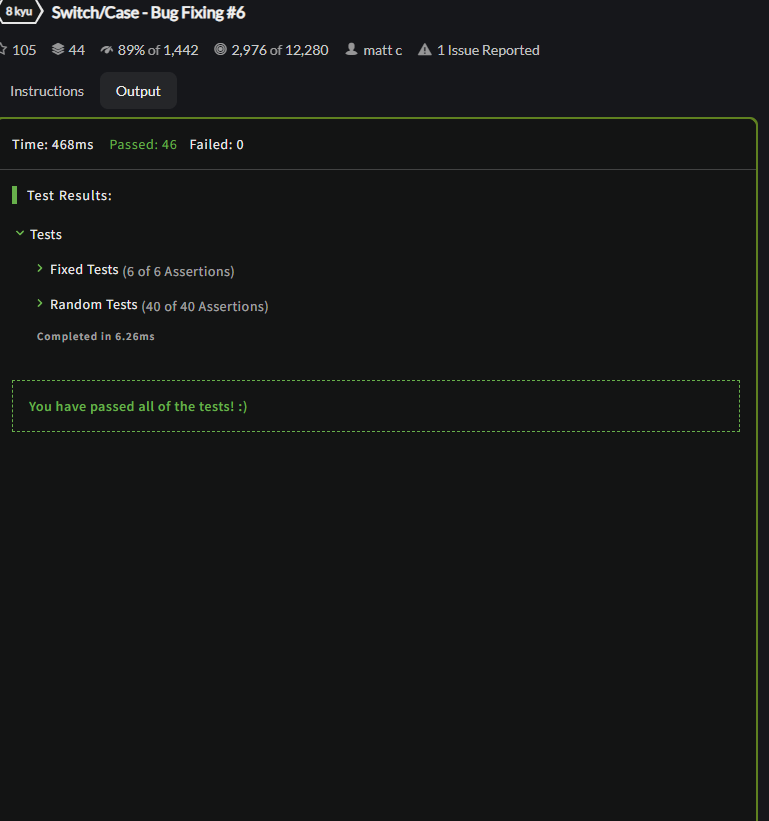 8 kyu Switch/Case - Bug Fixing #6
105 44 89% of 1,442 2,976 of 12,280 matt c 1 Issue Reported
Instructions Output
Time: 468ms Passed: 46 Failed: 0
Test Results:
Tests
Fixed Tests (6 of 6 Assertions)
Random Tests (40 of 40 Assertions)
Completed in 6.26ms
You have passed all of the tests! :)